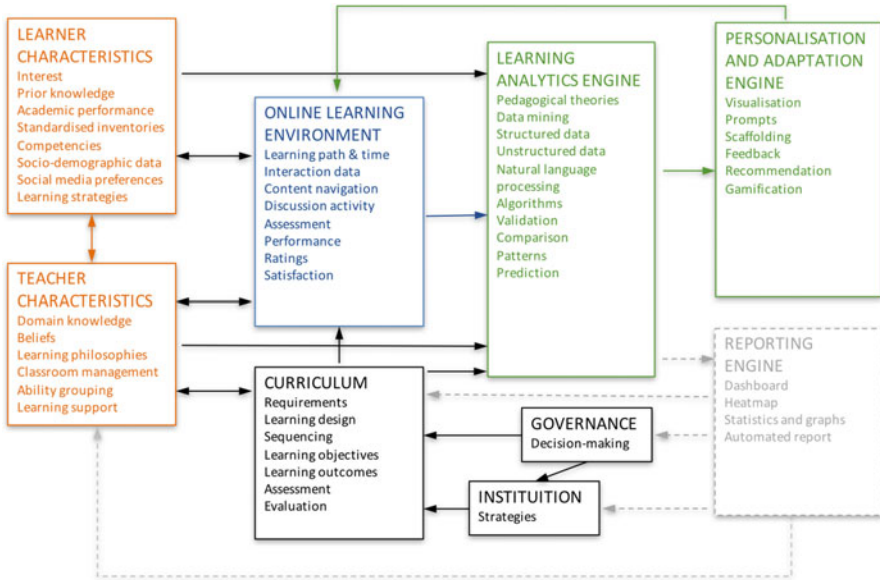 LEARNER
CHARACTERISTICS
Interest
Prior knowledge
Academic performance
Standardised inventories
Competencies
Socio-demographic data
Social media preferences
Learning strategies
TEACHER
CHARACTERISTICS
Domain knowledge
Beliefs
Learning philosophies
Classroom management
Ability grouping
Learning support
ONLINE LEARNING
ENVIRONMENT
Learning path & time
Interaction data
Content navigation
Discussion activity
Assessment
Performance
Ratings
Satisfaction
CURRICULUM
Requirements
Learning design
Sequencing
Learning objectives
Learning outcomes
Assessment
Evaluation
LEARNING
ANALYTICS ENGINE
Pedagogical theories
Data mining
Structured data
Unstructured data
Natural language
processing
Algorithms
Validation
Comparison
Patterns
Prediction
GOVERNANCE
Decision-making
INSTITUITION
Strategies
PERSONALISATION
AND ADAPTATION
ENGINE
Visualisation
Prompts
Scaffolding
Feedback
Recommendation
Gamification
REPORTING
ENGINE
Dashboard
Heatmap
Statistics and graphs
Automated report